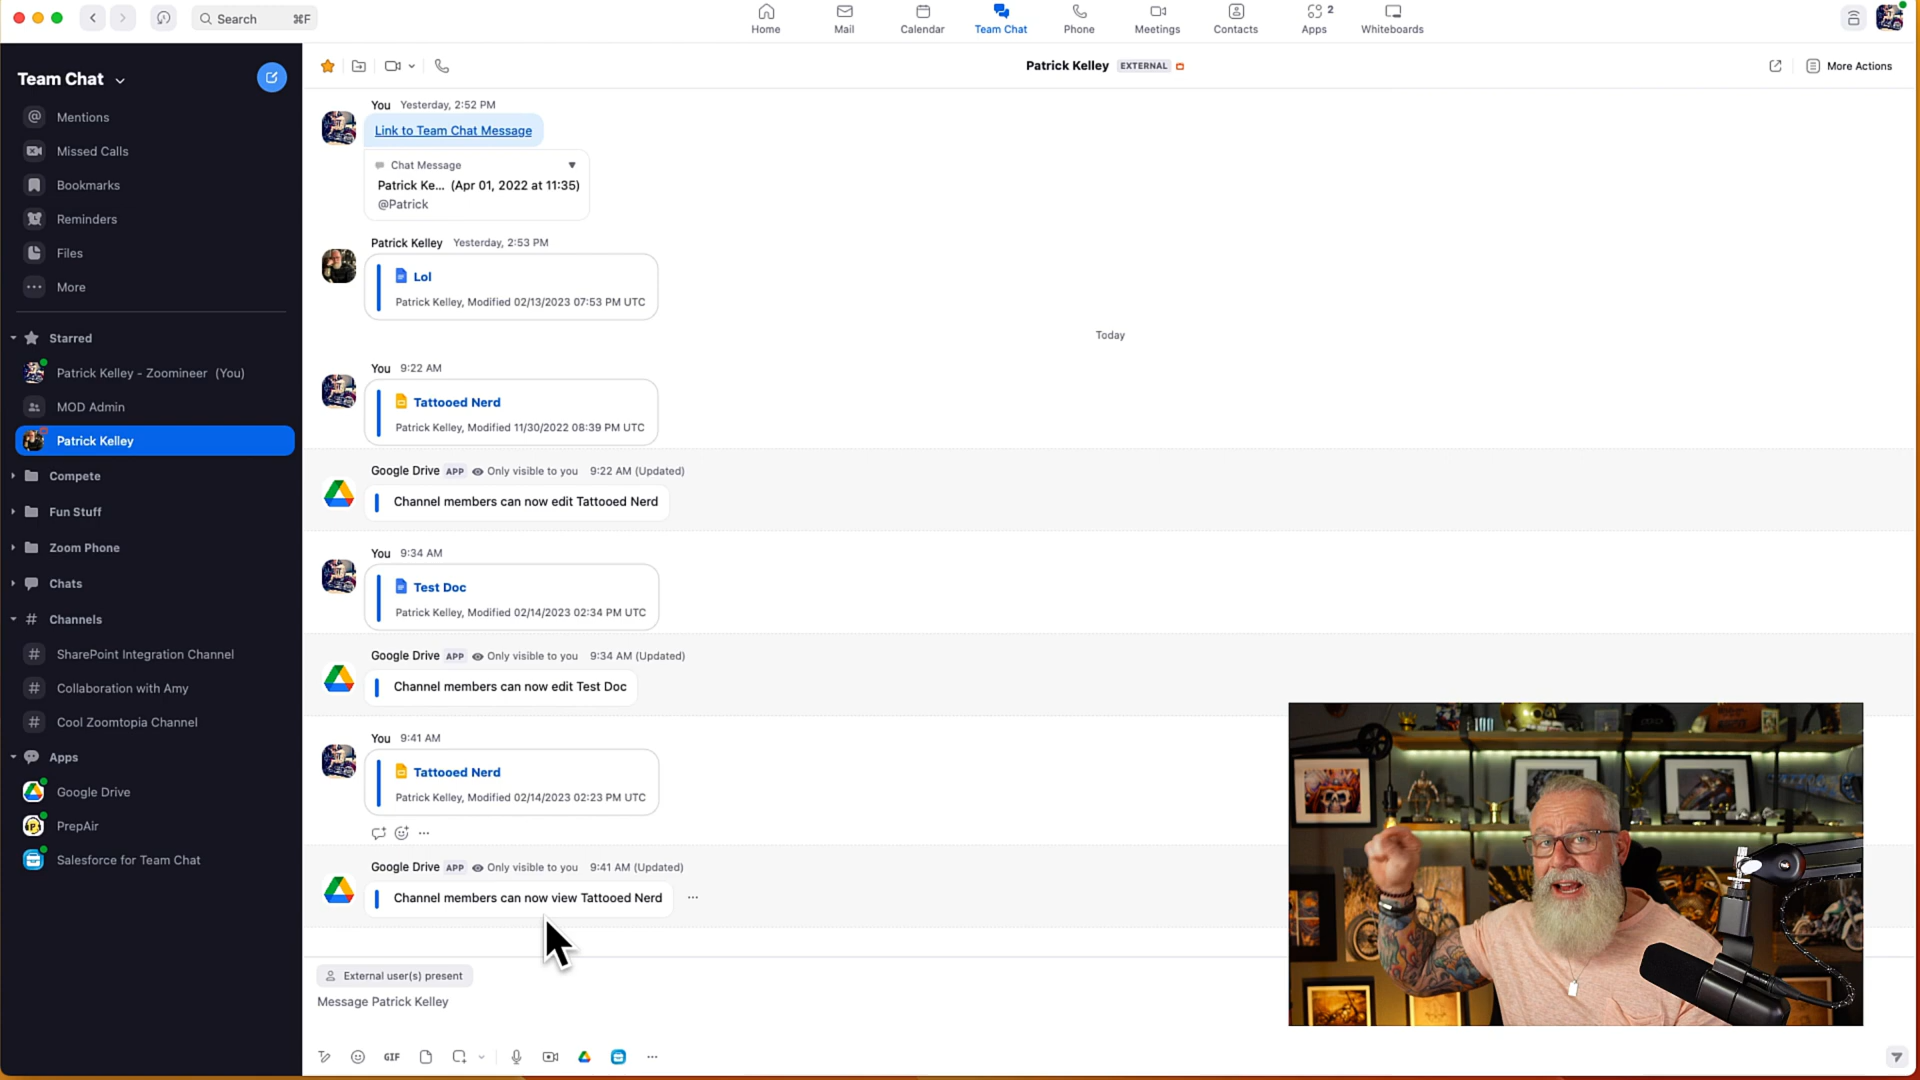 Search ⌘F
Home
Mail
Calendar
Team Chat
Phone
Meetings
Contacts
2
Apps
Whiteboards
Team Chat
Mentions
Missed Calls
Bookmarks
Reminders
Files
More
Starred
Patrick Kelley - Zoomineer (You)
MOD Admin
Patrick Kelley
Compete
Fun Stuff
Zoom Phone
Chats
# Channels
# SharePoint Integration Channel
# Collaboration with Amy
# Cool Zoomtopia Channel
Apps
Google Drive
PrepAir
Salesforce for Team Chat
Patrick Kelley EXTERNAL
More Actions
You Yesterday, 2:52 PM
Link to Team Chat Message
Chat Message
Patrick Ke... (Apr 01, 2022 at 11:35)
@Patrick
Patrick Kelley Yesterday, 2:53 PM
Lol
Patrick Kelley, Modified 02/13/2023 07:53 PM UTC
Today
You 9:22 AM
Tattooed Nerd
Patrick Kelley, Modified 11/30/2022 08:39 PM UTC
Google Drive APP Only visible to you 9:22 AM (Updated)
Channel members can now edit Tattooed Nerd
You 9:34 AM
Test Doc
Patrick Kelley, Modified 02/14/2023 02:34 PM UTC
Google Drive APP Only visible to you 9:34 AM (Updated)
Channel members can now edit Test Doc
You 9:41 AM
Tattooed Nerd
Patrick Kelley, Modified 02/14/2023 02:23 PM UTC
Google Drive APP Only visible to you 9:41 AM (Updated)
Channel members can now view Tattooed Nerd
External user(s) present
Message Patrick Kelley
GIF